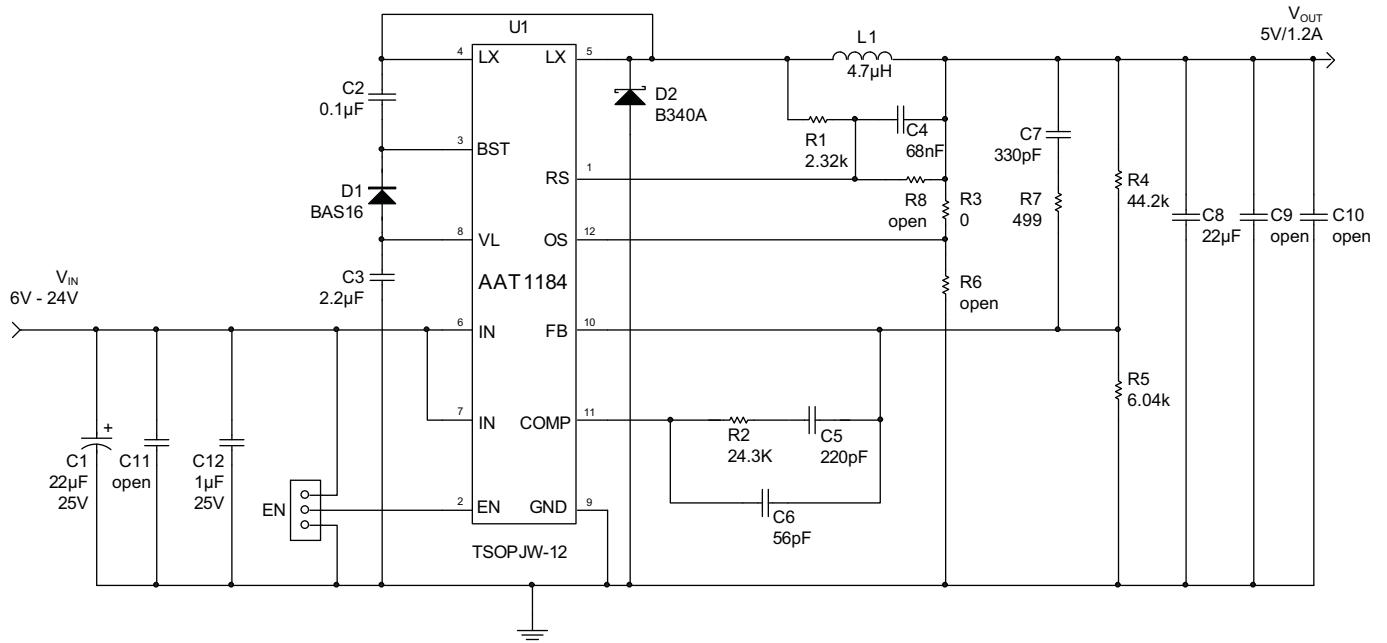 U1
V_OUT
5V/1.2A
4
LX
LX
5
L1
4.7µH
C2
0.1µF
D2
B340A
3
BST
R1
2.32k
C4
68nF
C7
330pF
RS
1
D1
BAS16
R8
open
R3
0
R7
499
R4
44.2k
8
VL
OS
12
C8
22µF
C9
open
C10
open
C3
2.2µF
AAT1184
R6
open
V_IN
6V - 24V
6
IN
FB
10
R5
6.04k
7
IN
COMP
11
R2
24.3K
C5
220pF
+
C1
22µF
25V
C11
open
C12
1µF
25V
EN
2
EN
GND
9
C6
56pF
TSOPJW-12